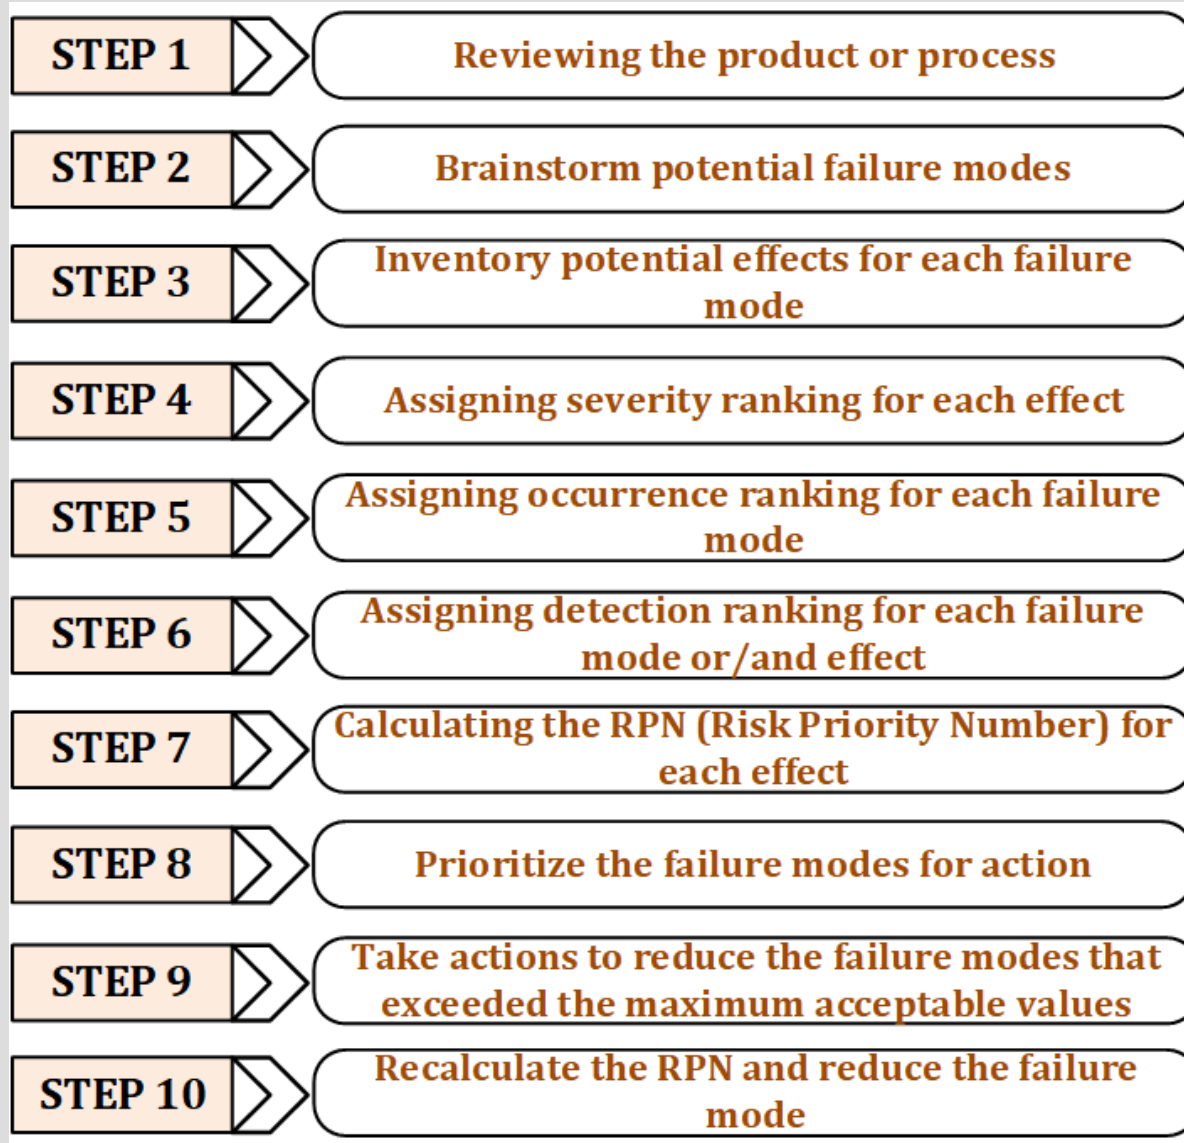 STEP 1
Reviewing the product or process
STEP 2
Brainstorm potential failure modes
STEP 3
Inventory potential effects for each failure
mode
STEP 4
Assigning severity ranking for each effect
STEP 5
Assigning occurrence ranking for each failure
mode
STEP 6
Assigning detection ranking for each failure
mode or/and effect
STEP 7
Calculating the RPN (Risk Priority Number) for
each effect
STEP 8
Prioritize the failure modes for action
STEP 9
Take actions to reduce the failure modes that
exceeded the maximum acceptable values
STEP 10
Recalculate the RPN and reduce the failure
mode